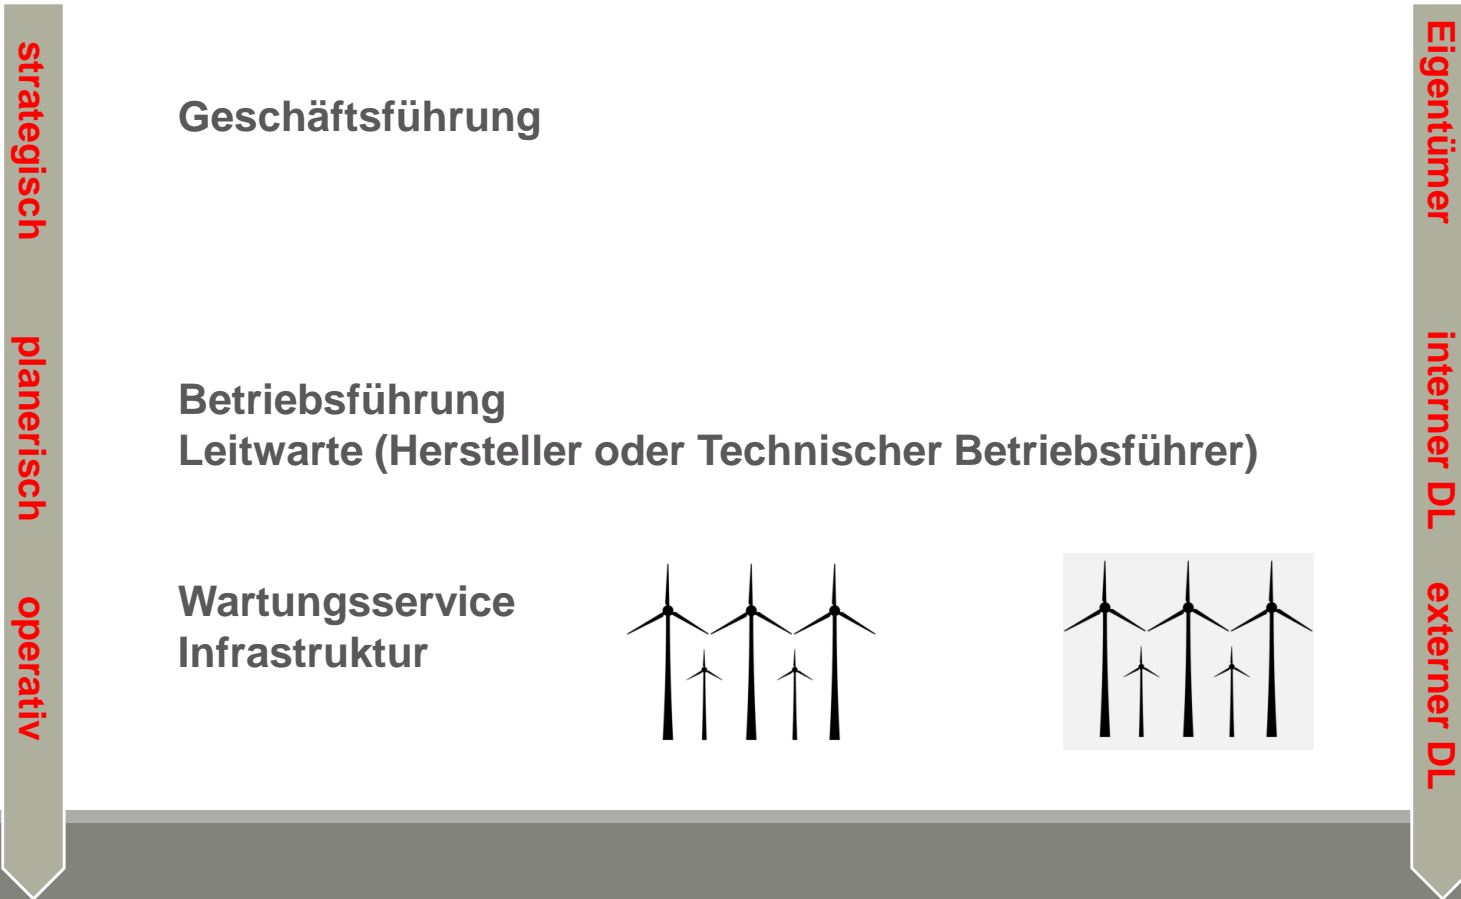 strategisch
planerisch
operativ
Geschäftsführung
Betriebsführung
Leitwarte (Hersteller oder Technischer Betriebsführer)
Wartungsservice
Infrastruktur
Eigentümer
interner DL
externer DL